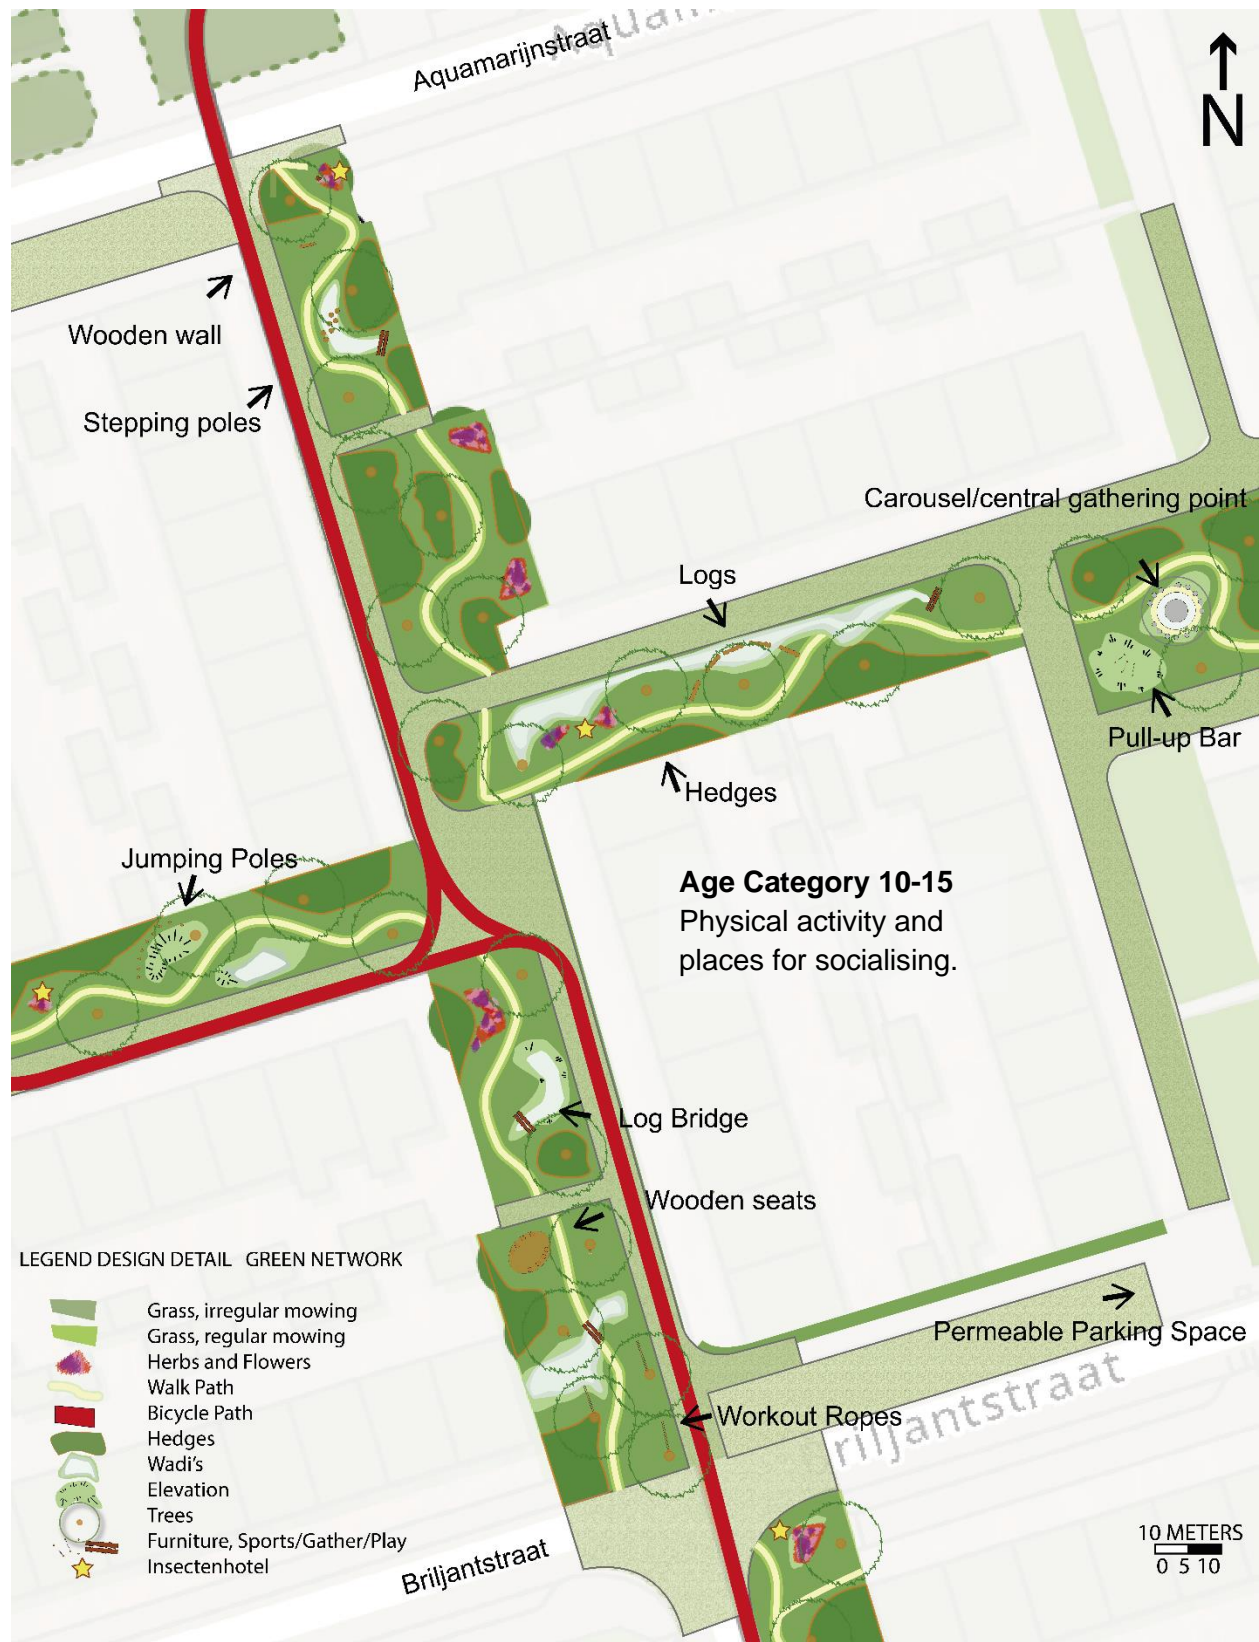 Aquam
Aquamarijnstraat
N
Wooden wall
Stepping poles
Carousel/central gathering point
Logs
Pull-up Bar
Hedges
Jumping Poles
Age Category 10-15
Physical activity and
places for socialising.
Log Bridge
Wooden seats
LEGEND DESIGN DETAIL GREEN NETWORK
Grass, irregular mowing
Grass, regular mowing
Herbs and Flowers
Walk Path
Bicycle Path
Hedges
Wadi's
Elevation
Trees
Furniture, Sports/Gather/Play
Insectenhotel
Permeable Parking Space
Workout Ropes
riljantstraat
Briljantstraat
10 METERS
0 5 10